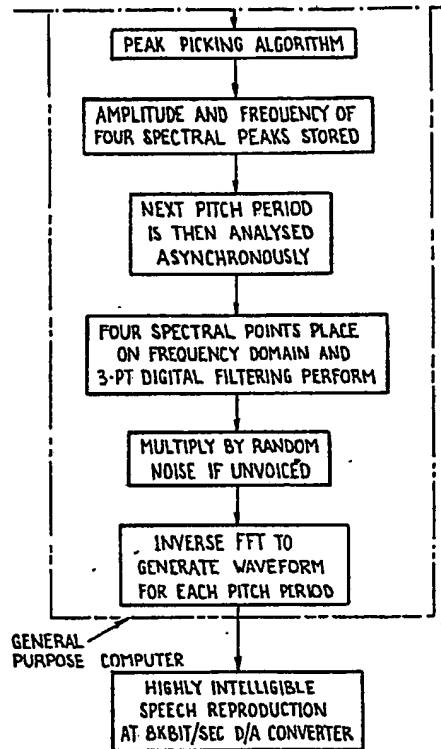 PEAK PICKING ALGORITHM
AMPLITUDE AND FREQUENCY OF
FOUR SPECTRAL PEAKS STORED
NEXT PITCH PERIOD
IS THEN ANALYSED
ASYNCHRONOUSLY
FOUR SPECTRAL POINTS PLACE
ON FREQUENCY DOMAIN AND
3-PT DIGITAL FILTERING PERFORM
MULTIPLY BY RANDOM
NOISE IF UNVOICED
INVERSE FFT TO
GENERATE WAVEFORM
FOR EACH PITCH PERIOD
GENERAL
PURPOSE COMPUTER
HIGHLY INTELLIGIBLE
SPEECH REPRODUCTION
AT 8KBIT/SEC D/A CONVERTER